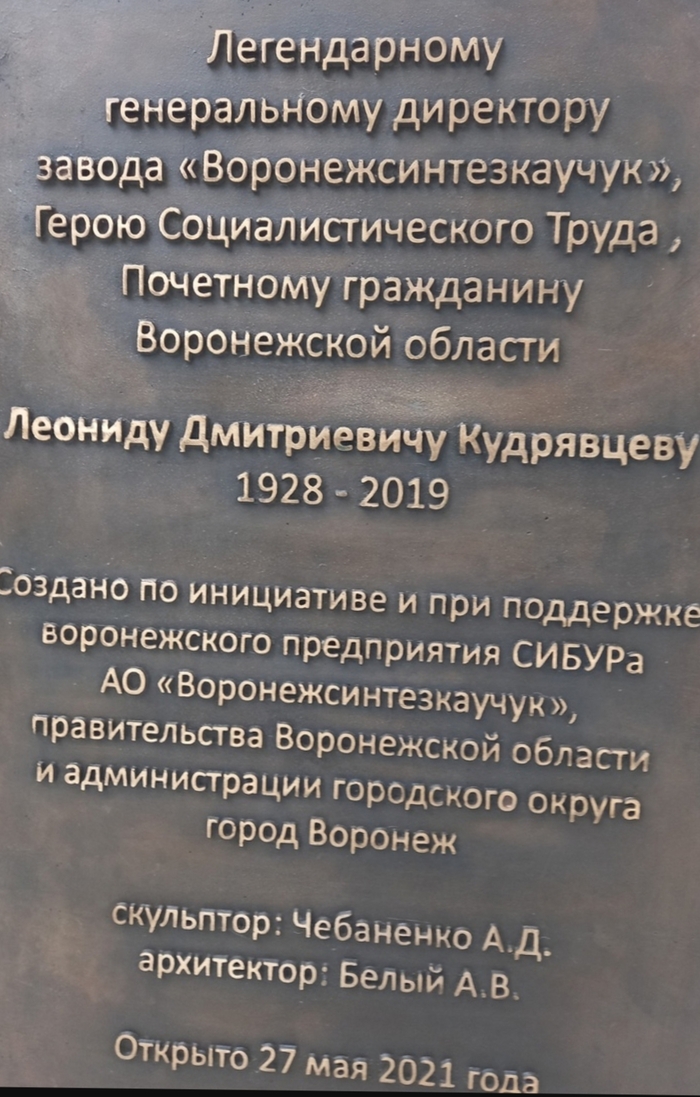 Легендарному
генеральному директору
завода «Воронежсинтезкаучук»,
Герою Социалистического Труда ,
Почетному гражданину
Воронежской области
Леониду Дмитриевичу Кудрявцеву
1928 - 2019
Создано по инициативе и при поддержке
воронежского предприятия СИБУРа
АО «Воронежсинтезкаучук»,
правительства Воронежской области
и администрации городского округа
город Воронеж
скульптор: Чебаненко А.Д.
архитектор: Белый А.В.
Открыто 27 мая 2021 года